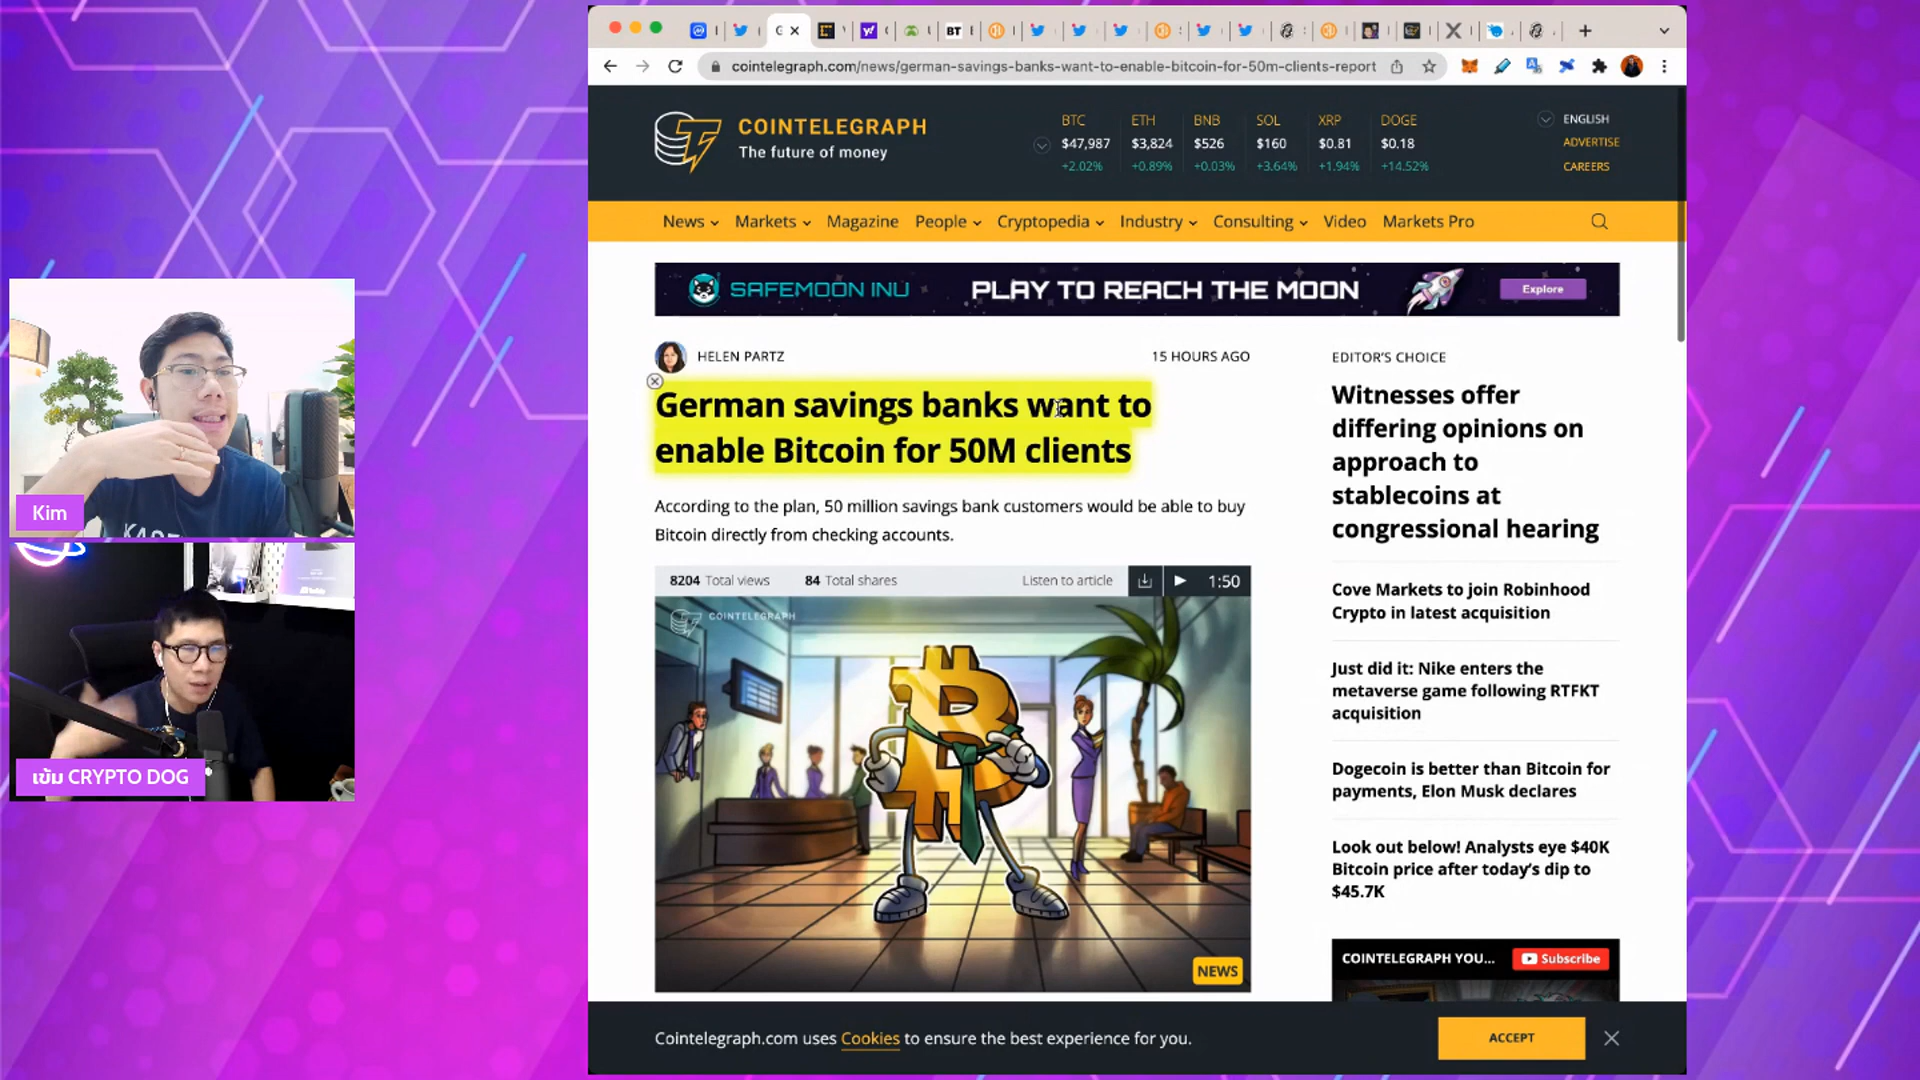 cointelegraph.com/news/german-savings-banks-want-to-enable-bitcoin-for-50m-clients-report
COINTELEGRAPH
The future of money
BTC ETH BNB SOL XRP DOGE
$47,987 $3,824 $526 $160 $0.81 $0.18
+2.02% +0.89% +0.03% +3.64% +1.94% +14.52%
ENGLISH
ADVERTISE
CAREERS
News Markets Magazine People Cryptopedia Industry Consulting Video Markets Pro
SAFEMOON INU PLAY TO REACH THE MOON Explore
HELEN PARTZ 15 HOURS AGO
German savings banks want to
enable Bitcoin for 50M clients
According to the plan, 50 million savings bank customers would be able to buy
Bitcoin directly from checking accounts.
8204 Total views 84 Total shares Listen to article 1:50
COINTELEGRAPH
NEWS
EDITOR'S CHOICE
Witnesses offer
differing opinions on
approach to
stablecoins at
congressional hearing
Cove Markets to join Robinhood
Crypto in latest acquisition
Just did it: Nike enters the
metaverse game following RTFKT
acquisition
Dogecoin is better than Bitcoin for
payments, Elon Musk declares
Look out below! Analysts eye $40K
Bitcoin price after today's dip to
$45.7K
COINTELEGRAPH YOU... Subscribe
Cointelegraph.com uses Cookies to ensure the best experience for you.
ACCEPT
Kim
เข้ม CRYPTO DOG